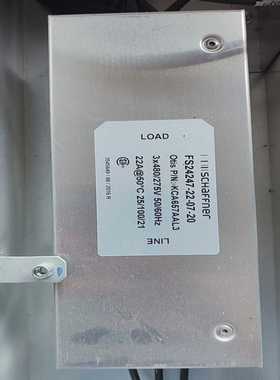 LOAD
SCHAFFNER
FS24247-22-07-20
Otis P/N:-KCA657AAL3
3x480/275V 50/60Hz
22A@50°C 25/100/21
LINE